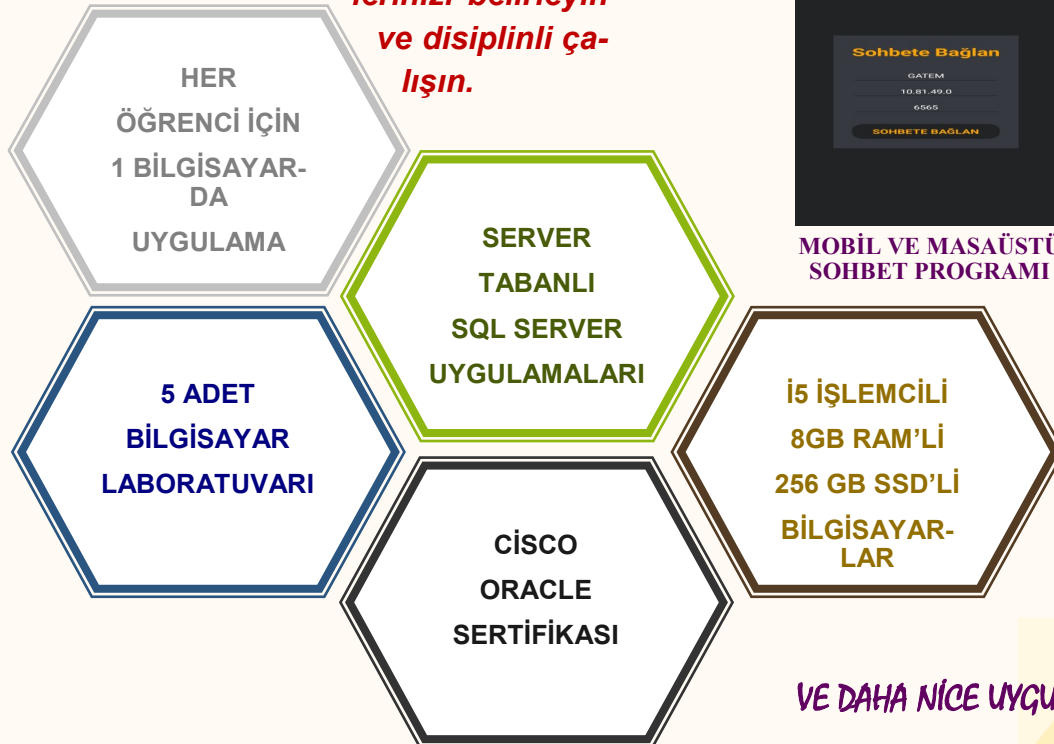 ve disiplinli ça-
lışın.
HER
ÖĞRENCİ İÇİN
1 BİLGİSAYAR-
DA
UYGULAMA
SERVER
TABANLI
SQL SERVER
UYGULAMALARI
5 ADET
BİLGİSAYAR
LABORATUVARI
CİSCO
ORACLE
SERTİFİKASI
İ5 İŞLEMCİLİ
8GB RAM’Lİ
256 GB SSD’Lİ
BİLGİSAYAR-
LAR
Sohbete Bağlan
GATEM
10.81.49.0
6565
SOHBETE BAĞLAN
MOBİL VE MASAÜSTÜ
SOHBET PROGRAMI
VE DAHA NİCE UYGU